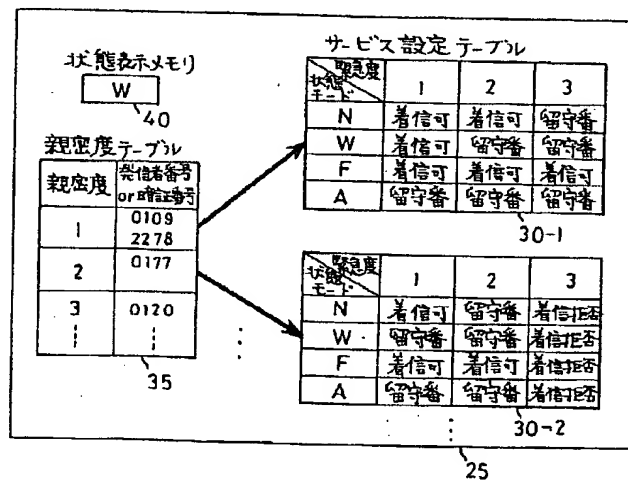 状態表示メモリ
W
40
親密度テーブル
親密度 発信者番号 or 暗証番号
1 0109
2278
2 0177
3 0120
35
サービス設定テーブル
緊急度 状態モード 1 2 3
N 着信可 着信可 留守番
W 着信可 留守番 留守番
F 着信可 着信可 着信可
A 留守番 留守番 留守番
30-1
緊急度 状態モード 1 2 3
N 着信可 留守番 着信拒否
W 留守番 留守番 着信拒否
F 着信可 着信可 着信拒否
A 留守番 留守番 着信拒否
30-2
25